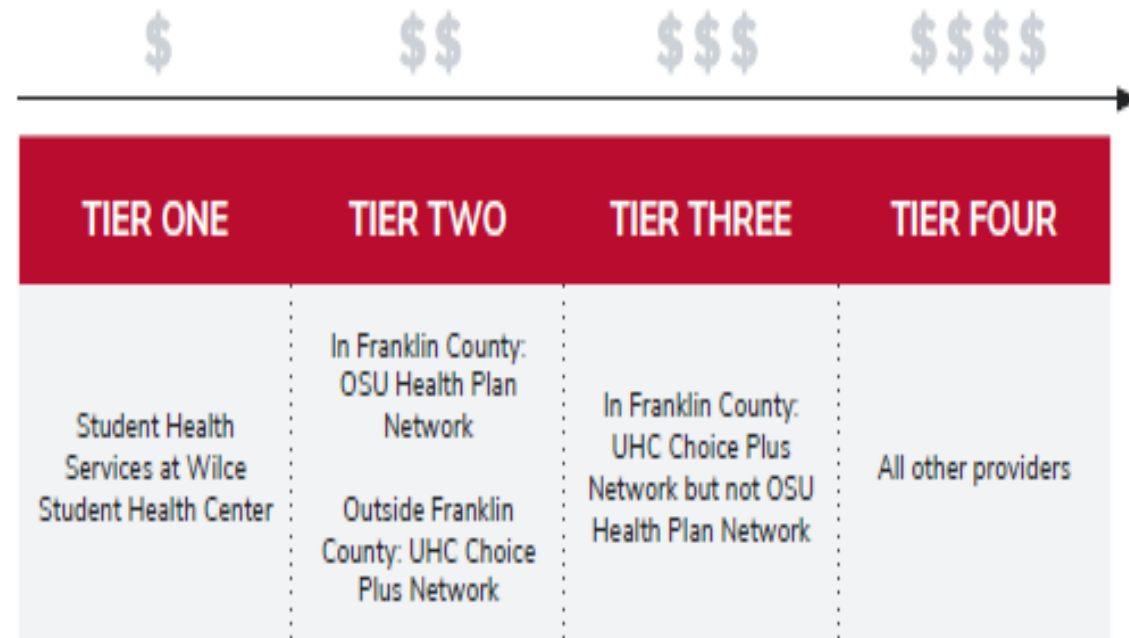 $
$$
$$$
$$$$
TIER ONE
TIER TWO
TIER THREE
TIER FOUR
Student Health
Services at Wilce
Student Health Center
In Franklin County:
OSU Health Plan
Network
Outside Franklin
County: UHC Choice
Plus Network
In Franklin County:
UHC Choice Plus
Network but not OSU
Health Plan Network
All other providers